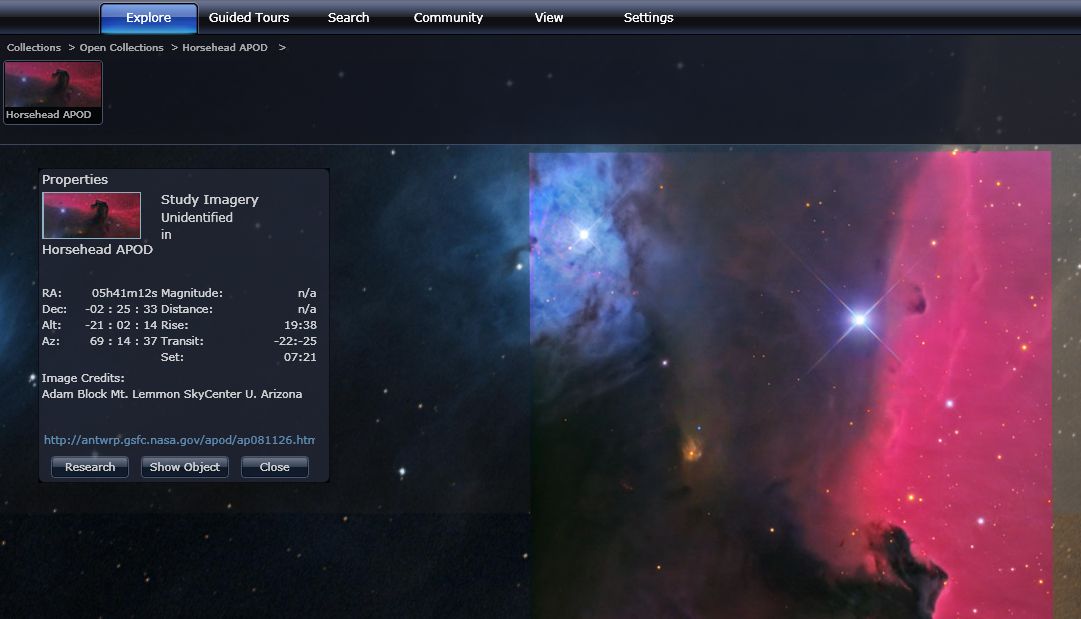 Explore Guided Tours Search Community View Settings
Collections > Open Collections > Horsehead APOD >
Horsehead APOD
Properties
Study Imagery
Unidentified
in
Horsehead APOD
RA: 05h41m12s Magnitude: n/a
Dec: -02 : 25 : 33 Distance: n/a
Alt: -21 : 02 : 14 Rise: 19:38
Az: 69 : 14 : 37 Transit: -22:-25
Set: 07:21
Image Credits:
Adam Block Mt. Lemmon SkyCenter U. Arizona
http://antwrp.gsfc.nasa.gov/apod/ap081126.htm
Research Show Object Close